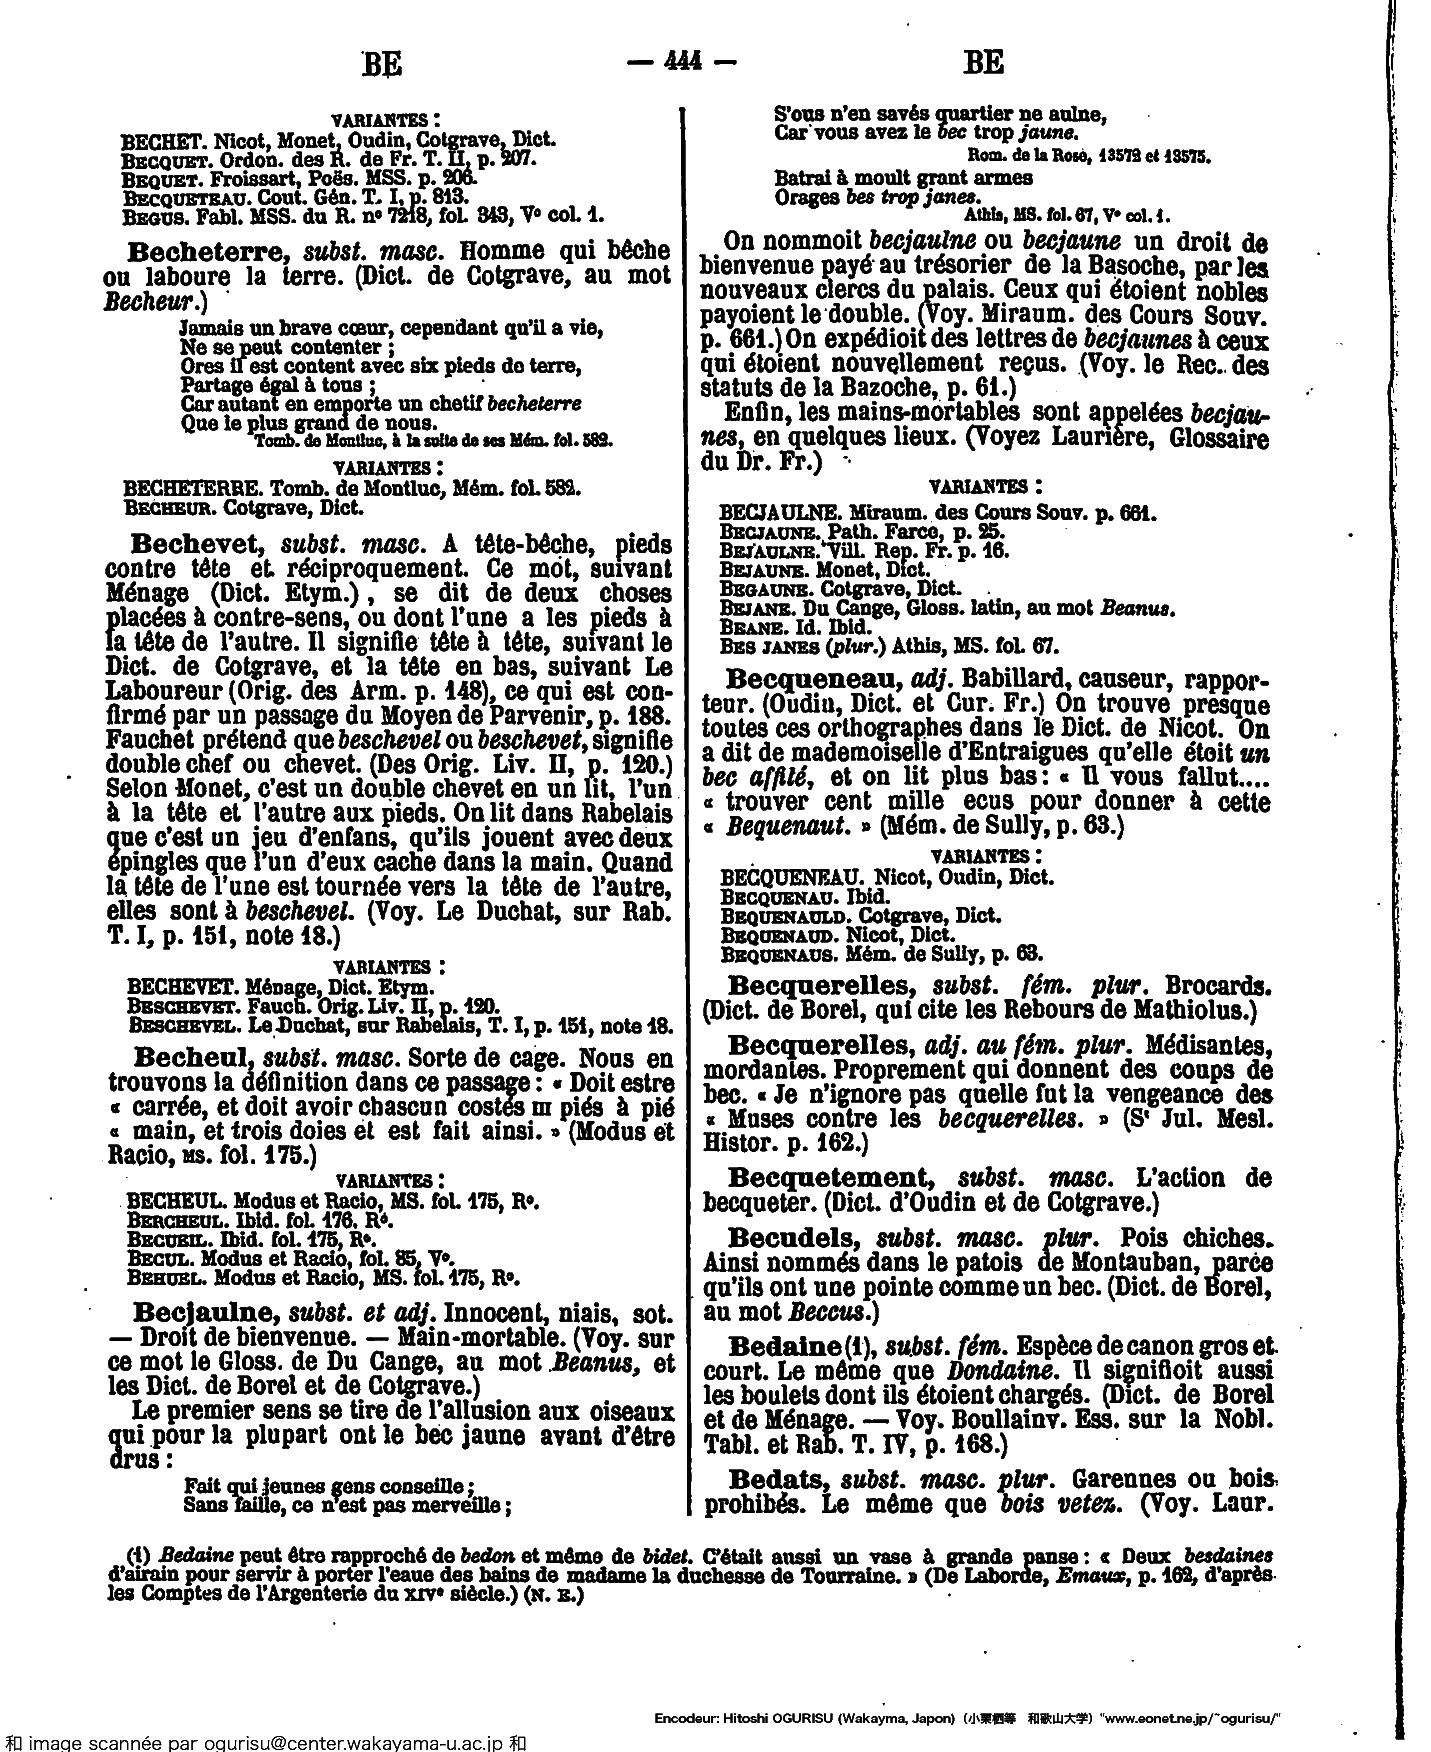 BE — 444 — BE
VARIANTES :
BECHET. Nicot, Monet, Oudin, Cotgrave, Dict.
BECQUET. Ordon. des R. de Fr. T. II, p. 207.
BEQUET. Froissart, Poës. MSS. p. 206.
BECQUETEAU. Cout. Gén. T. I, p. 813.
BEGUS. Fabl. MSS. du R. nº 7218, fol. 343, Vº col. 1.
Becheterre, subst. masc. Homme qui bêche
ou laboure la terre. (Dict. de Cotgrave, au mot
Becheur.)
Jamais un brave cœur, cependant qu'il a vie,
Ne se peut contenter ;
Ores il est content avec six pieds de terre,
Partage égal à tous ;
Car autant en emporte un chetif becheterre
Que le plus grand de nous.
Tomb. de Montluc, à la suite de ses Mém. fol. 582.
VARIANTES :
BECHETERRE. Tomb. de Montluc, Mém. fol. 582.
BECHEUR. Cotgrave, Dict.
Bechevet, subst. masc. A tête-bêche, pieds
contre tête et réciproquement. Ce mot, suivant
Ménage (Dict. Etym.), se dit de deux choses
placées à contre-sens, ou dont l'une a les pieds à
la tête de l'autre. Il signifie tête à tête, suivant le
Dict. de Cotgrave, et la tête en bas, suivant Le
Laboureur (Orig. des Arm. p. 148), ce qui est con-
firmé par un passage du Moyen de Parvenir, p. 188.
Fauchet prétend que beschevel ou beschevet, signifie
double chef ou chevet. (Des Orig. Liv. II, p. 120.)
Selon Monet, c'est un double chevet en un lit, l'un
à la tête et l'autre aux pieds. On lit dans Rabelais
que c'est un jeu d'enfans, qu'ils jouent avec deux
épingles que l'un d'eux cache dans la main. Quand
la tête de l'une est tournée vers la tête de l'autre,
elles sont à beschevel. (Voy. Le Duchat, sur Rab.
T. I, p. 151, note 18.)
VARIANTES :
BECHEVET. Ménage, Dict. Etym.
BESCHEVET. Fauch. Orig. Liv. II, p. 120.
BESCHEVEL. Le Duchat, sur Rabelais, T. I, p. 151, note 18.
Becheul, subst. masc. Sorte de cage. Nous en
trouvons la définition dans ce passage : « Doit estre
« carrée, et doit avoir chascun costés III piés à pié
« main, et trois doies et est fait ainsi. » (Modus et
Racio, MS. fol. 175.)
VARIANTES :
BECHEUL. Modus et Racio, MS. fol. 175, Rº.
BERCHEUL. Ibid. fol. 176, Rº.
BECUEIL. Ibid. fol. 175, Rº.
BECUL. Modus et Racio, fol. 85, Vº.
BEHUEL. Modus et Racio, MS. fol. 175, Rº.
Becjaulne, subst. et adj. Innocent, niais, sot.
— Droit de bienvenue. — Main-mortable. (Voy. sur
ce mot le Gloss. de Du Cange, au mot Beanus, et
les Dict. de Borel et de Cotgrave.)
Le premier sens se tire de l'allusion aux oiseaux
qui pour la plupart ont le bec jaune avant d'être
drus :
Fait qui jeunes gens conseille ;
Sans faille, ce n'est pas merveille ;
S'ous n'en savés quartier ne aulne,
Car vous avez le bec trop jaune.
Rom. de la Rose, 13572 et 13575.
Batrai à moult grant armes
Orages bes trop janes.
Athis, MS. fol. 67, Vº col. 1.
On nommoit becjaulne ou becjaune un droit de
bienvenue payé au trésorier de la Basoche, par les
nouveaux clercs du palais. Ceux qui étoient nobles
payoient le double. (Voy. Miraum. des Cours Souv.
p. 661.) On expédioit des lettres de becjaunes à ceux
qui étoient nouvellement reçus. (Voy. le Rec. des
statuts de la Bazoche, p. 61.)
Enfin, les mains-mortables sont appelées becjau-
nes, en quelques lieux. (Voyez Laurière, Glossaire
du Dr. Fr.)
VARIANTES :
BECJAULNE. Miraum. des Cours Souv. p. 661.
BECJAUNE. Path. Farce, p. 25.
BEJAULNE. Vill. Rep. Fr. p. 16.
BEJAUNE. Monet, Dict.
BEGAUNE. Cotgrave, Dict.
BEJANE. Du Cange, Gloss. latin, au mot Beanus.
BEANE. Id. Ibid.
BES JANES (plur.) Athis, MS. fol. 67.
Becqueneau, adj. Babillard, causeur, rappor-
teur. (Oudin, Dict. et Cur. Fr.) On trouve presque
toutes ces orthographes dans le Dict. de Nicot. On
a dit de mademoiselle d'Entraigues qu'elle étoit un
bec affilé, et on lit plus bas : « Il vous fallut....
« trouver cent mille ecus pour donner à cette
« Bequenaut. » (Mém. de Sully, p. 63.)
VARIANTES :
BECQUENEAU. Nicot, Oudin, Dict.
BECQUENAU. Ibid.
BEQUENAULD. Cotgrave, Dict.
BEQUENAUD. Nicot, Dict.
BEQUENAUS. Mém. de Sully, p. 63.
Becquerelles, subst. fém. plur. Brocards.
(Dict. de Borel, qui cite les Rebours de Mathiolus.)
Becquerelles, adj. au fém. plur. Médisantes,
mordantes. Proprement qui donnent des coups de
bec. « Je n'ignore pas quelle fut la vengeance des
« Muses contre les becquerelles. » (Sᵗ Jul. Mesl.
Histor. p. 162.)
Becquetement, subst. masc. L'action de
becqueter. (Dict. d'Oudin et de Cotgrave.)
Becudels, subst. masc. plur. Pois chiches.
Ainsi nommés dans le patois de Montauban, parce
qu'ils ont une pointe comme un bec. (Dict. de Borel,
au mot Beccus.)
Bedaine (1), subst. fém. Espèce de canon gros et
court. Le même que Dondaine. Il signifioit aussi
les boulets dont ils étoient chargés. (Dict. de Borel
et de Ménage. — Voy. Boullainv. Ess. sur la Nobl.
Tabl. et Rab. T. IV, p. 168.)
Bedats, subst. masc. plur. Garennes ou bois
prohibés. Le même que bois vetez. (Voy. Laur.
(1) Bedaine peut être rapproché de bedon et même de bidet. C'était aussi un vase à grande panse : « Deux besdaines
d'airain pour servir à porter l'eaue des bains de madame la duchesse de Tourraine. » (De Laborde, Emaux, p. 162, d'après
les Comptes de l'Argenterie du XIVᵉ siècle.) (N. E.)
Encodeur: Hitoshi OGURISU (Wakayma, Japon) (小栗栖等 和歌山大学) "www.eonet.ne.jp/~ogurisu/"
和 image scannée par ogurisu@center.wakayama-u.ac.jp 和